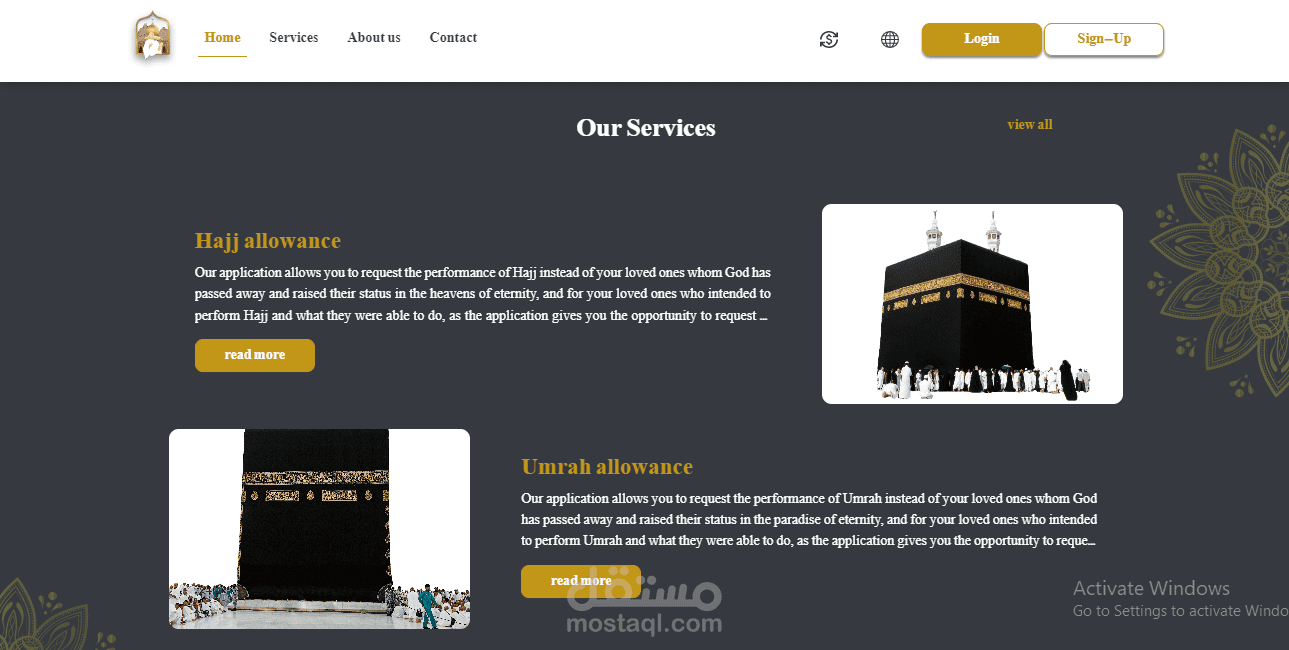 Home Services About us Contact Login Sign-Up
Our Services
view all
Hajj allowance
Our application allows you to request the performance of Hajj instead of your loved ones whom God has
passed away and raised their status in the heavens of eternity, and for your loved ones who intended to
perform Hajj and what they were able to do, as the application gives you the opportunity to request ...
read more
Umrah allowance
Our application allows you to request the performance of Umrah instead of your loved ones whom God
has passed away and raised their status in the paradise of eternity, and for your loved ones who intended
to perform Umrah and what they were able to do, as the application gives you the opportunity to reque...
read more
مستقل
mostaql.com
Activate Windows
Go to Settings to activate Windo